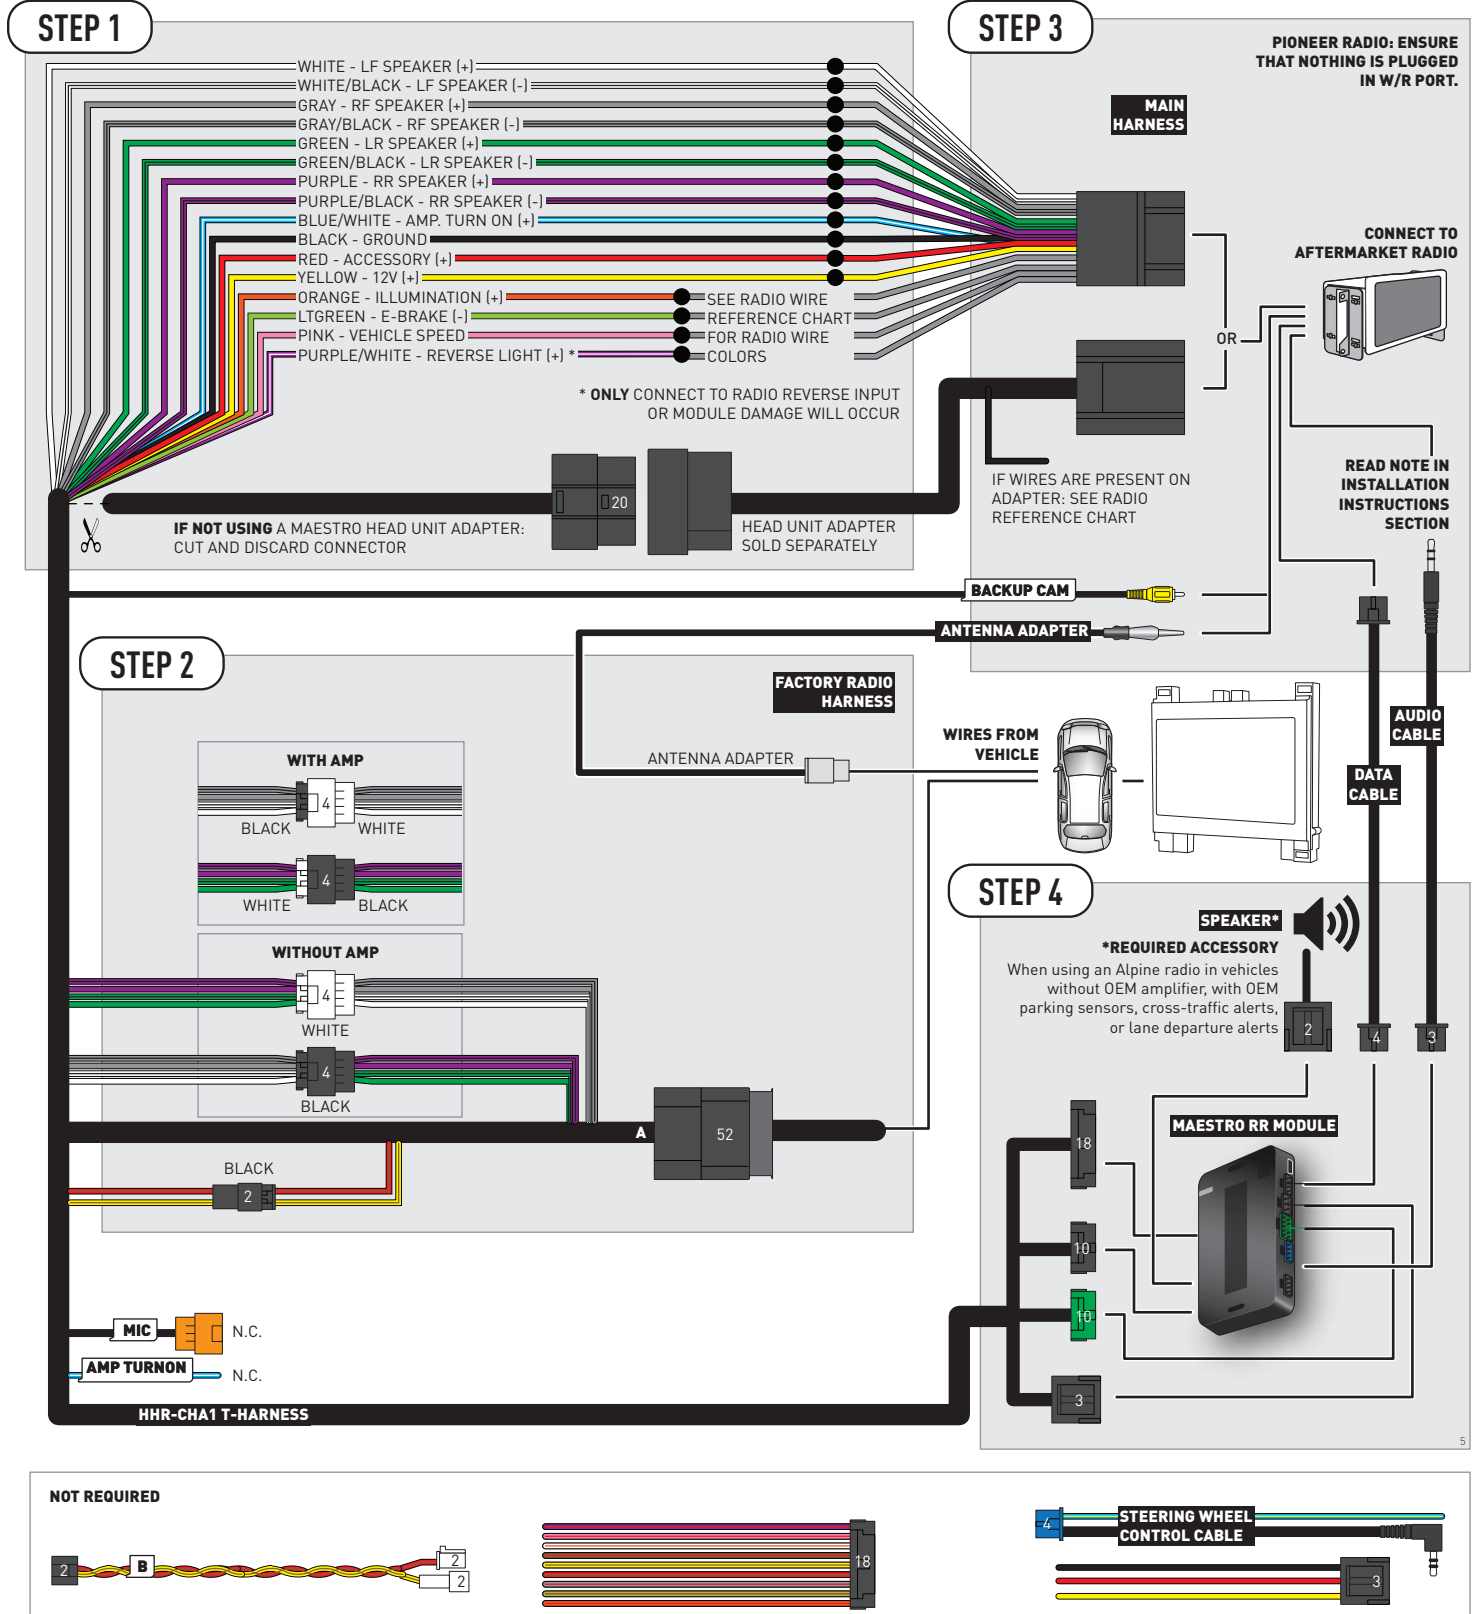 STEP 1
WHITE - LF SPEAKER (+)
WHITE/BLACK - LF SPEAKER (-)
GRAY - RF SPEAKER (+)
GRAY/BLACK - RF SPEAKER (-)
GREEN - LR SPEAKER (+)
GREEN/BLACK - LR SPEAKER (-)
PURPLE - RR SPEAKER (+)
PURPLE/BLACK - RR SPEAKER (-)
BLUE/WHITE - AMP. TURN ON (+)
BLACK - GROUND
RED - ACCESSORY (+)
YELLOW - 12V (+)
ORANGE - ILLUMINATION (+)
LTGREEN - E-BRAKE (-)
PINK - VEHICLE SPEED
PURPLE/WHITE - REVERSE LIGHT (+) *
SEE RADIO WIRE
REFERENCE CHART
FOR RADIO WIRE
COLORS
* ONLY CONNECT TO RADIO REVERSE INPUT
OR MODULE DAMAGE WILL OCCUR
20
IF NOT USING A MAESTRO HEAD UNIT ADAPTER:
CUT AND DISCARD CONNECTOR
HEAD UNIT ADAPTER
SOLD SEPARATELY
STEP 3
PIONEER RADIO: ENSURE
THAT NOTHING IS PLUGGED
IN W/R PORT.
MAIN
HARNESS
CONNECT TO
AFTERMARKET RADIO
OR
IF WIRES ARE PRESENT ON
ADAPTER: SEE RADIO
REFERENCE CHART
READ NOTE IN
INSTALLATION
INSTRUCTIONS
SECTION
BACKUP CAM
ANTENNA ADAPTER
STEP 2
FACTORY RADIO
HARNESS
ANTENNA ADAPTER
WIRES FROM
VEHICLE
AUDIO
CABLE
DATA
CABLE
WITH AMP
4
BLACK
WHITE
4
WHITE
BLACK
WITHOUT AMP
4
WHITE
4
BLACK
A
52
BLACK
2
STEP 4
SPEAKER*
*REQUIRED ACCESSORY
When using an Alpine radio in vehicles
without OEM amplifier, with OEM
parking sensors, cross-traffic alerts,
or lane departure alerts
2
4
3
MAESTRO RR MODULE
18
10
10
3
5
MIC
N.C.
AMP TURNON
N.C.
HHR-CHA1 T-HARNESS
NOT REQUIRED
2
B
2
2
18
4
STEERING WHEEL
CONTROL CABLE
3